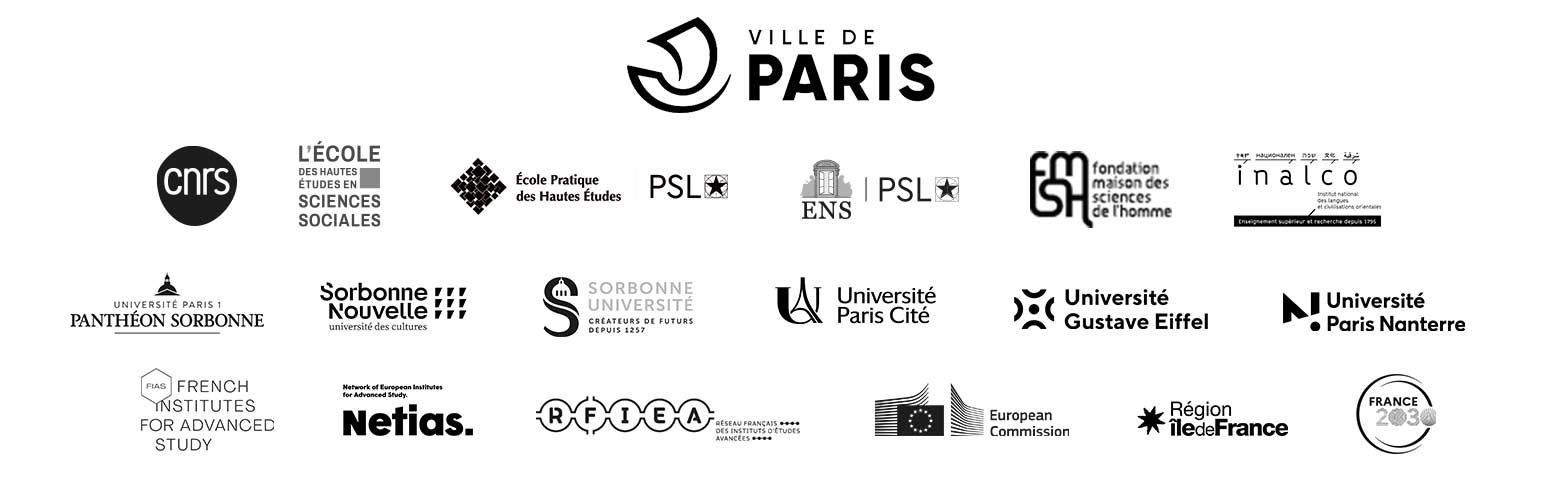 VILLE DE
PARIS
cnrs
L'ÉCOLE
DES HAUTES
ÉTUDES EN
SCIENCES
SOCIALES
École Pratique
des Hautes Études
PSL
ENS
PSL
FMSH
fondation
maison des
sciences
de l'homme
национален
inalco
Institut national
des langues
et civilisations orientales
Enseignement supérieur et recherche depuis 1795
UNIVERSITÉ PARIS 1
PANTHÉON SORBONNE
Sorbonne
Nouvelle
université des cultures
SORBONNE
UNIVERSITÉ
CRÉATEURS DE FUTURS
DEPUIS 1257
Université
Paris Cité
Université
Gustave Eiffel
Université
Paris Nanterre
FIAS
FRENCH
INSTITUTES
FOR ADVANCED
STUDY
Network of European Institutes
for Advanced Study.
Netias.
RFIEA
RÉSEAU FRANÇAIS
DES INSTITUTS D'ÉTUDES
AVANCÉES
European
Commission
Région
îledeFrance
FRANCE
2030